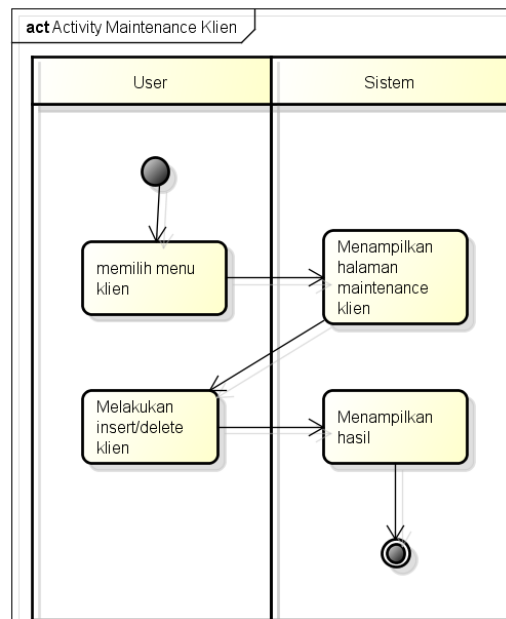 act Activity Maintenance Klien
User
Sistem
memilih menu
klien
Menampilkan
halaman
maintenance
klien
Melakukan
insert/delete
klien
Menampilkan
hasil